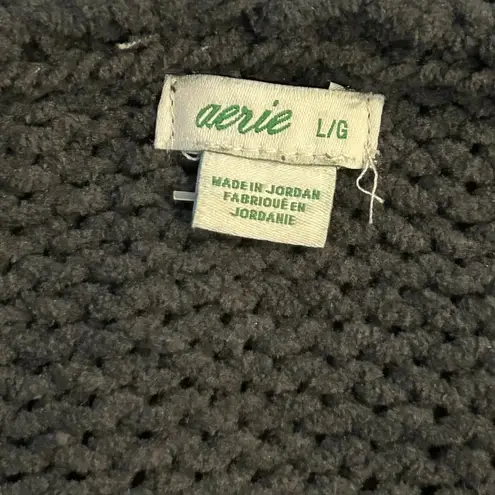 aerie L/G
MADE IN JORDAN
FABRIQUÉ EN
JORDANIE